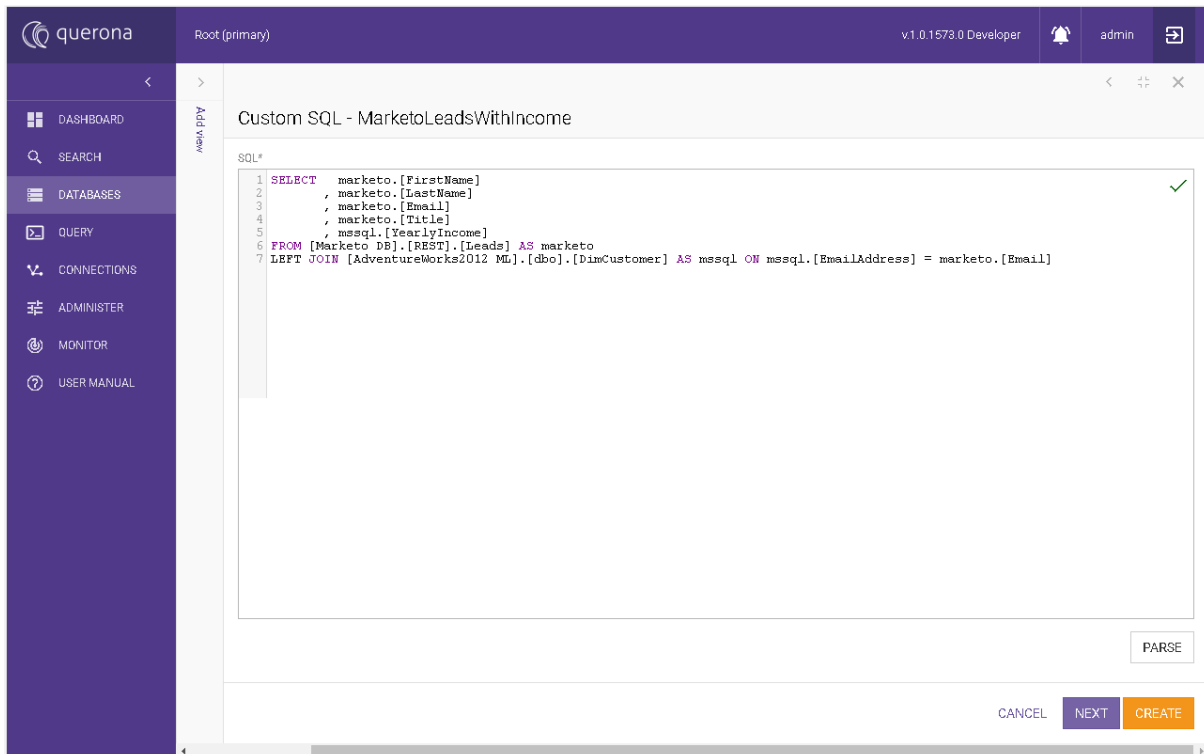 querona
Root (primary)
v.1.0.1573.0 Developer
admin
DASHBOARD
SEARCH
DATABASES
QUERY
CONNECTIONS
ADMINISTER
MONITOR
USER MANUAL
Add view
Custom SQL - MarketoLeadsWithIncome
SQL*
1 SELECT marketo.[FirstName]
2 , marketo.[LastName]
3 , marketo.[Email]
4 , marketo.[Title]
5 , mssql.[YearlyIncome]
6 FROM [Marketo DB].[REST].[Leads] AS marketo
7 LEFT JOIN [AdventureWorks2012 ML].[dbo].[DimCustomer] AS mssql ON mssql.[EmailAddress] = marketo.[Email]
PARSE
CANCEL
NEXT
CREATE